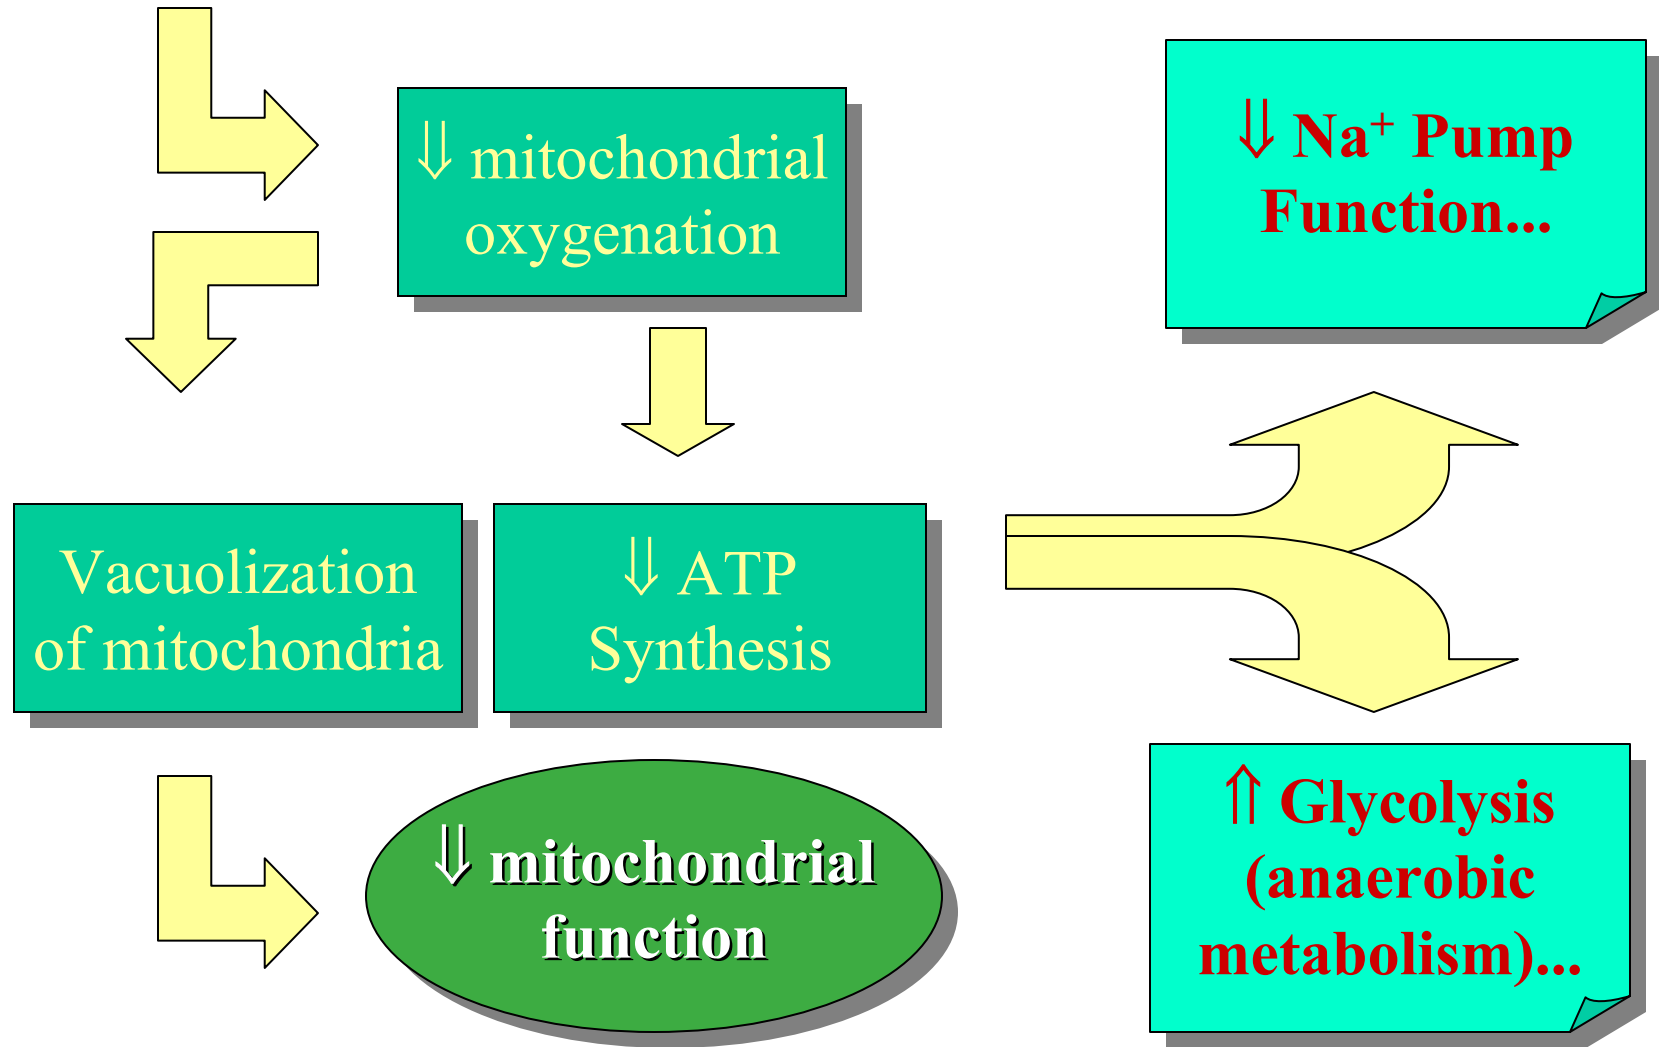 ⇓ mitochondrial
oxygenation
⇓ Na⁺ Pump
Function...
Vacuolization
of mitochondria
⇓ ATP
Synthesis
⇓ mitochondrial
function
⇑ Glycolysis
(anaerobic
metabolism)...